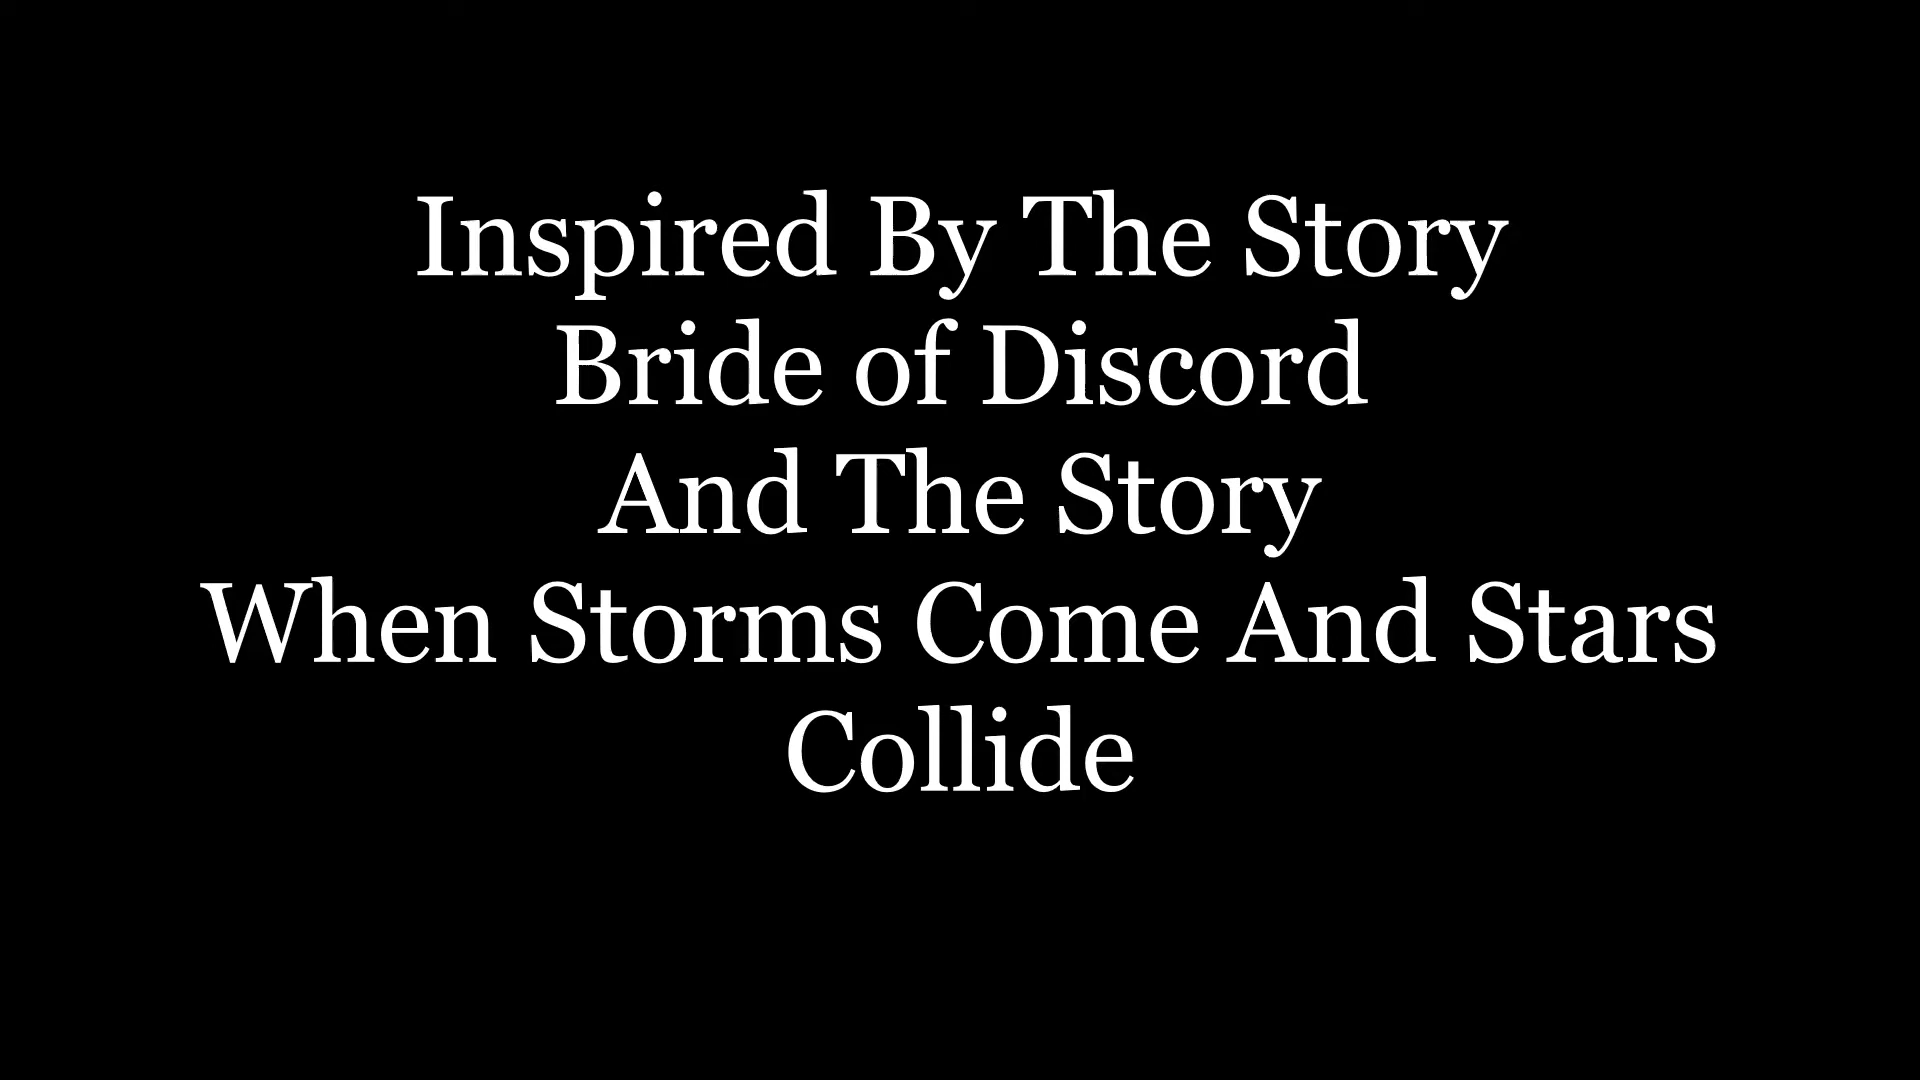 Inspired By The Story
Bride of Discord
And The Story
When Storms Come And Stars
Collide